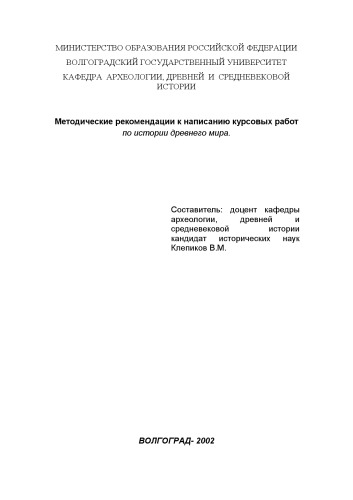 МИНИСТЕРСТВО ОБРАЗОВАНИЯ РОССИЙСКОЙ ФЕДЕРАЦИИ
ВОЛГОГРАДСКИЙ ГОСУДАРСТВЕННЫЙ УНИВЕРСИТЕТ
КАФЕДРА АРХЕОЛОГИИ, ДРЕВНЕЙ И СРЕДНЕВЕКОВОЙ
ИСТОРИИ
Методические рекомендации к написанию курсовых работ
по истории древнего мира.
Составитель: доцент кафедры
археологии, древней и
средневековой истории
кандидат исторических наук
Клепиков В.М.
ВОЛГОГРАД- 2002